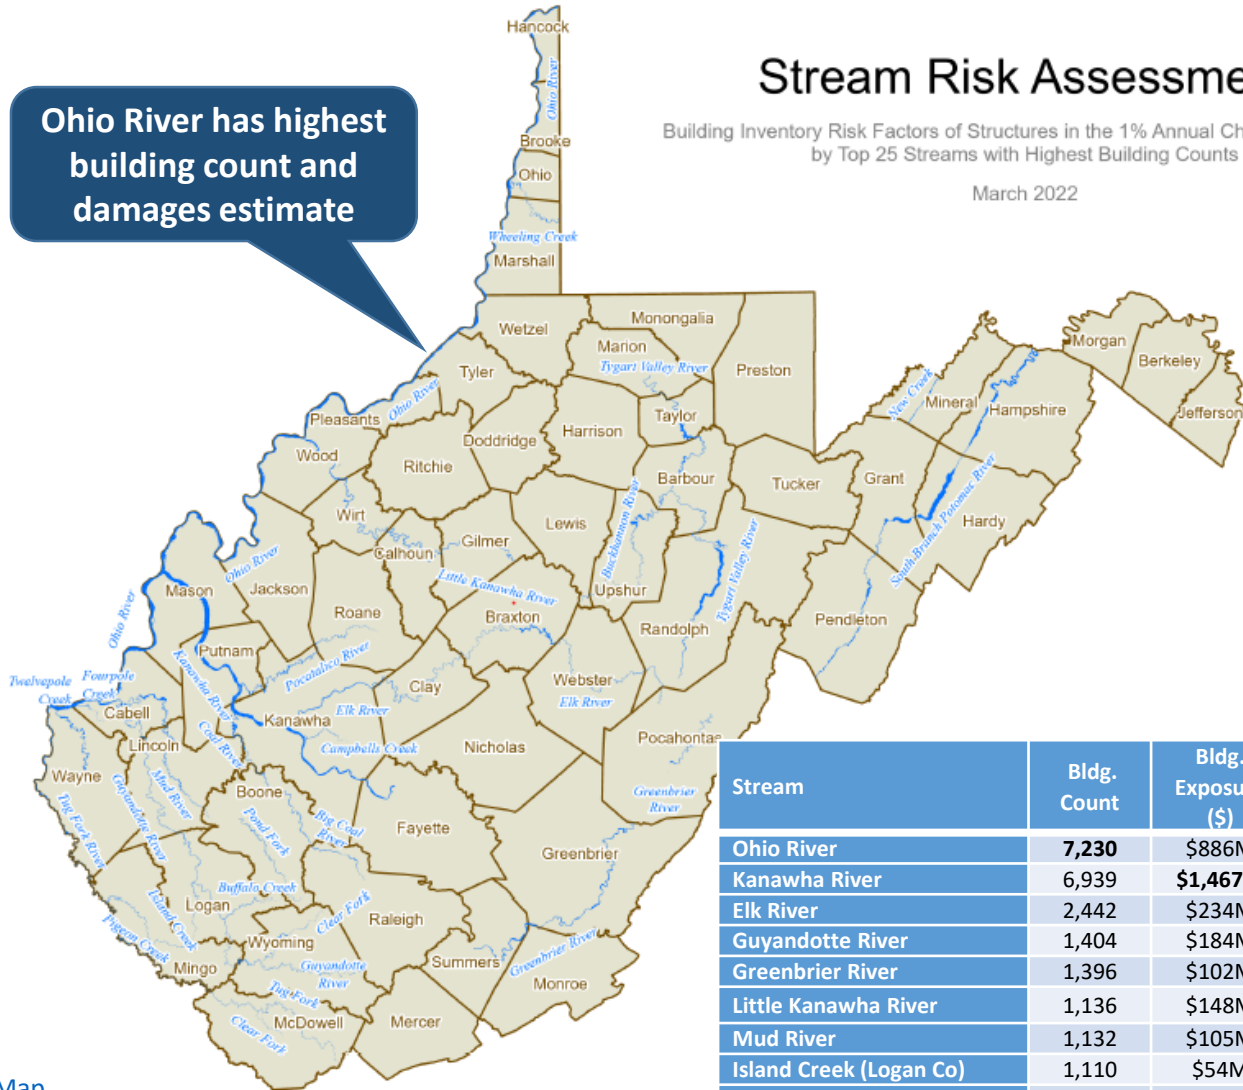 Ohio River has highest
building count and
damages estimate
Stream Risk Assessme
Building Inventory Risk Factors of Structures in the 1% Annual Ch
by Top 25 Streams with Highest Building Counts
March 2022
Hancock
Ohio River
Brooke
Ohio
Wheeling Creek
Marshall
Wetzel
Monongalia
Marion
Tygart Valley River
Preston
Morgan
Berkeley
Jefferson
Tyler
Ohio River
Pleasants
Doddridge
Harrison
Taylor
New Creek
Mineral
Hampshire
Wood
Ritchie
Barbour
Tucker
Grant
Hardy
South Branch Potomac River
Wirt
Calhoun
Gilmer
Lewis
Buckhannon River
Upshur
Tygart Valley River
Ohio River
Mason
Jackson
Roane
Little Kanawha River
Braxton
Randolph
Pendleton
Ohio River
Putnam
Pocatalico River
Kanawha River
Clay
Webster
Elk River
Twelvepole
Creek
Fourpole
Creek
Cabell
Kanawha
Elk River
Campbells Creek
Nicholas
Pocahontas
Lincoln
Coal River
Wayne
Mud River
Guyandotte River
Tug Fork River
Boone
Pond Fork
Big Coal
River
Fayette
Greenbrier
River
Greenbrier
Buffalo Creek
Logan
Island Creek
Clear Fork
Raleigh
Pigeon Creek
Mingo
Wyoming
Guyandotte
River
Summers
Greenbrier River
Monroe
Tug Fork
McDowell
Clear Fork
Mercer
Map
Stream Bldg. Count Bldg. Exposu ($)
Ohio River 7,230 $886M
Kanawha River 6,939 $1,467
Elk River 2,442 $234M
Guyandotte River 1,404 $184M
Greenbrier River 1,396 $102M
Little Kanawha River 1,136 $148M
Mud River 1,132 $105M
Island Creek (Logan Co) 1,110 $54M